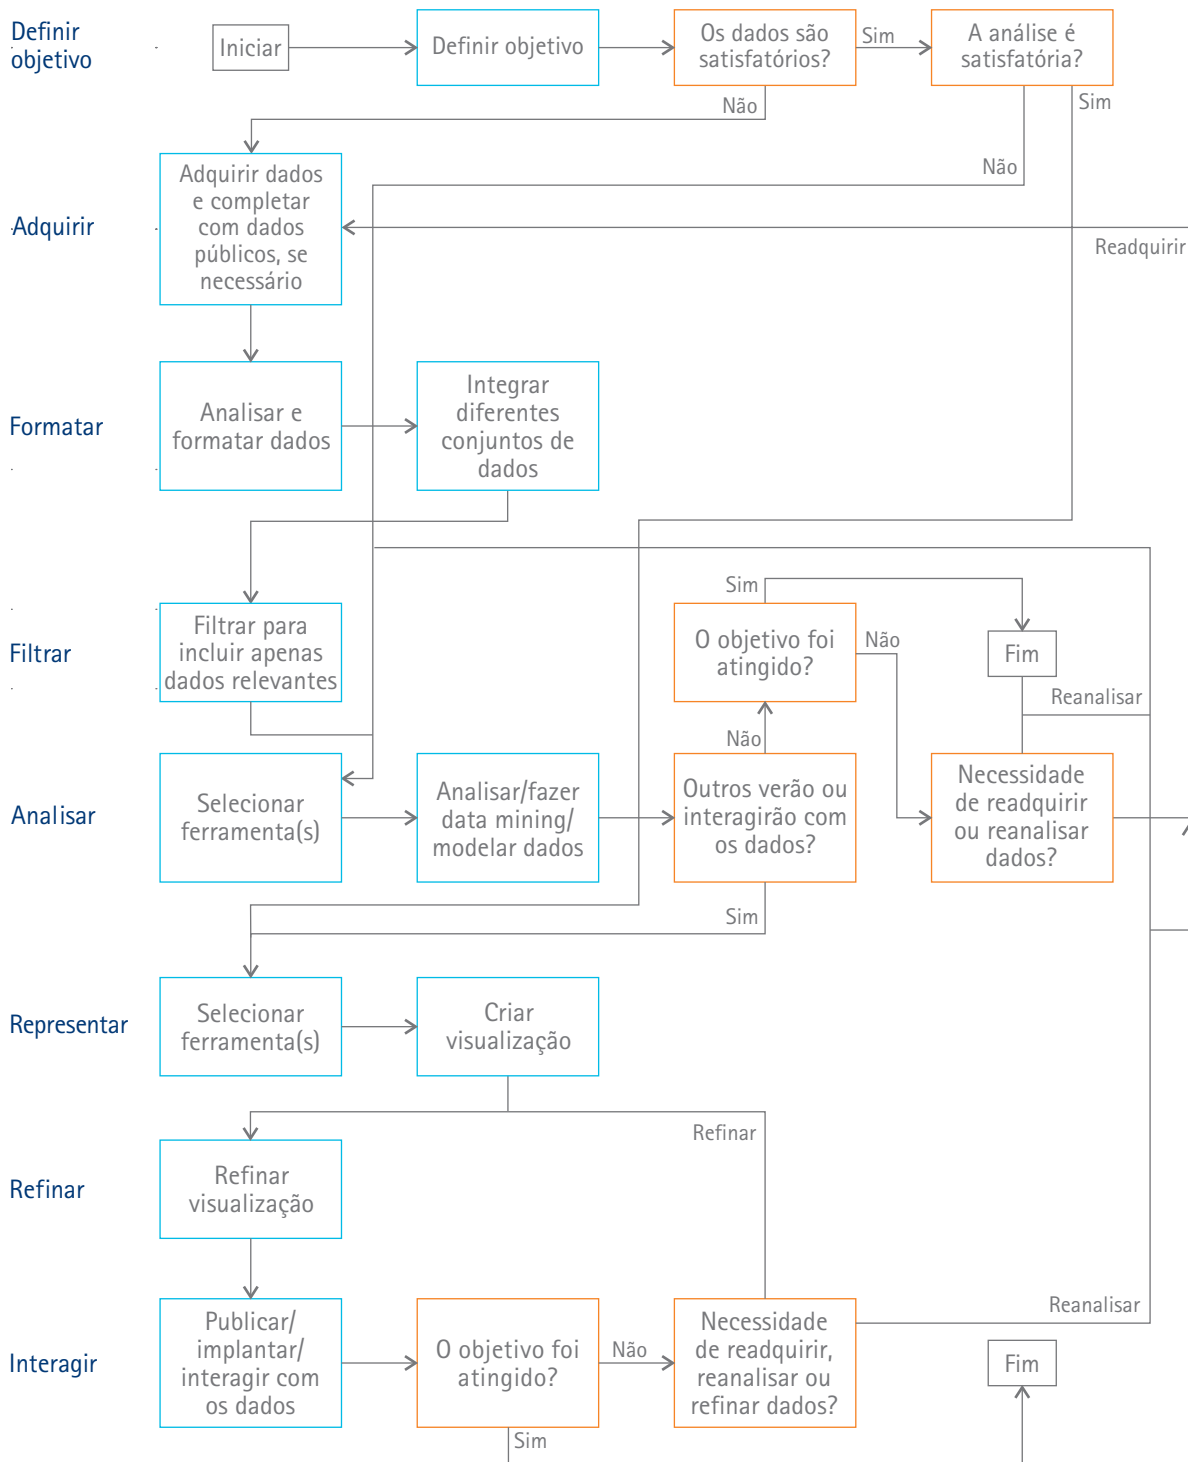 Definir
objetivo
Iniciar
Definir objetivo
Os dados são
satisfatórios?
Sim
A análise é
satisfatória?
Não
Sim
Não
Adquirir
Adquirir dados
e completar
com dados
públicos, se
necessário
Readquirir
Formatar
Analisar e
formatar dados
Integrar
diferentes
conjuntos de
dados
Sim
Filtrar
Filtrar para
incluir apenas
dados relevantes
O objetivo foi
atingido?
Não
Fim
Reanalisar
Não
Analisar
Selecionar
ferramenta(s)
Analisar/fazer
data mining/
modelar dados
Outros verão ou
interagirão com
os dados?
Necessidade
de readquirir
ou reanalisar
dados?
Sim
Representar
Selecionar
ferramenta(s)
Criar
visualização
Refinar
Refinar
Refinar
visualização
Reanalisar
Interagir
Publicar/
implantar/
interagir com
os dados
O objetivo foi
atingido?
Não
Necessidade
de readquirir,
reanalisar ou
refinar dados?
Fim
Sim